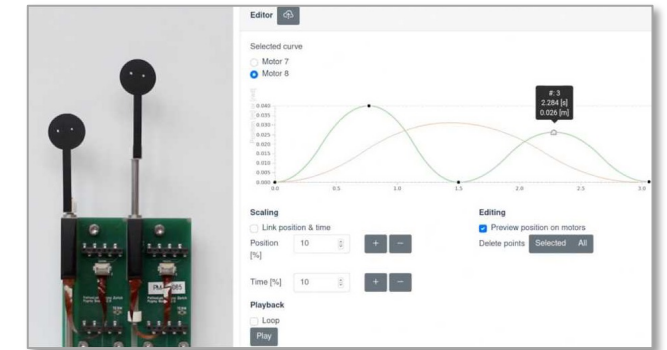 Editor
Selected curve
Motor 7
Motor 8
#: 3
2.284 [s]
0.026 [m]
0.040
0.035
0.030
0.025
0.020
0.015
0.010
0.005
0.000
0.0 0.5 1.0 1.5 2.0 2.5 3.0
Scaling
Link position & time
Position
[%]
10
+ −
Time [%]
10
+ −
Playback
Loop
Play
Editing
Preview position on motors
Delete points Selected All